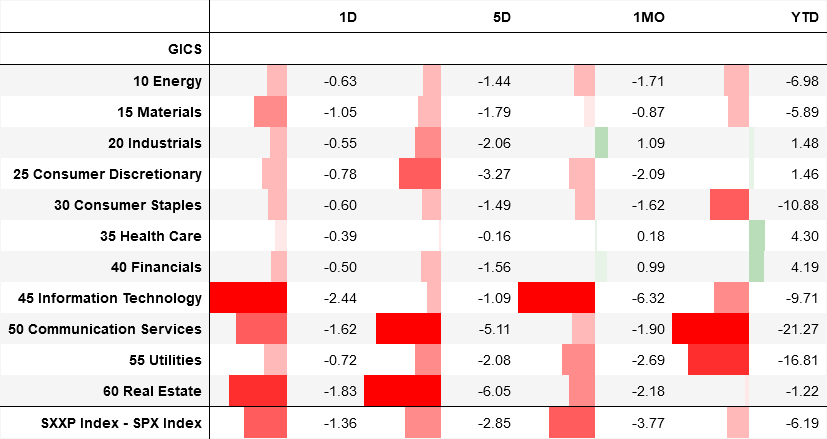 1D 5D 1MO YTD
GICS
10 Energy -0.63 -1.44 -1.71 -6.98
15 Materials -1.05 -1.79 -0.87 -5.89
20 Industrials -0.55 -2.06 1.09 1.48
25 Consumer Discretionary -0.78 -3.27 -2.09 1.46
30 Consumer Staples -0.60 -1.49 -1.62 -10.88
35 Health Care -0.39 -0.16 0.18 4.30
40 Financials -0.50 -1.56 0.99 4.19
45 Information Technology -2.44 -1.09 -6.32 -9.71
50 Communication Services -1.62 -5.11 -1.90 -21.27
55 Utilities -0.72 -2.08 -2.69 -16.81
60 Real Estate -1.83 -6.05 -2.18 -1.22
SXXP Index - SPX Index -1.36 -2.85 -3.77 -6.19